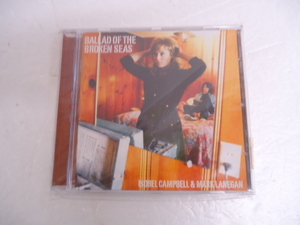 BALLAD OF THE
BROKEN SEAS
ISOBEL CAMPBELL & MARK LANEGAN